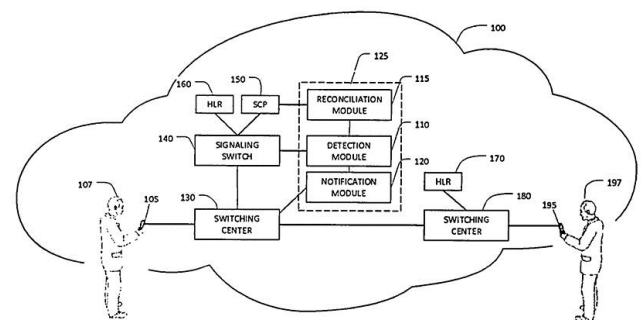 100
125
160
150
115
HLR
SCP
RECONCILIATION
MODULE
140
SIGNALING
SWITCH
DETECTION
MODULE
110
120
NOTIFICATION
MODULE
170
HLR
107
105
130
SWITCHING
CENTER
180
SWITCHING
CENTER
195
197